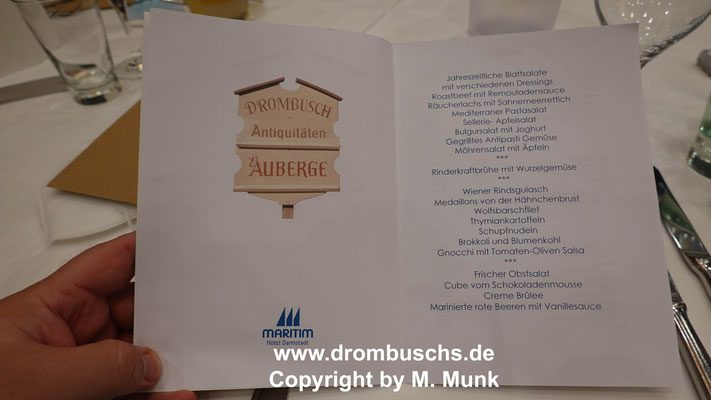 DROMBUSCH
Antiquitäten
L'AUBERGE
MARITIM
Hotel Darmstadt
Jahreszeitliche Blattsalate
mit verschiedenen Dressings
Roastbeef mit Remouladensauce
Räucherlachs mit Sahnemeerrettich
Mediterraner Pastasalat
Sellerie- Apfelsalat
Bulgursalat mit Joghurt
Gegrilltes Antipasti Gemüse
Möhrensalat mit Äpfeln
***
Rinderkraftbrühe mit Wurzelgemüse
***
Wiener Rindsgulasch
Medaillons von der Hähnchenbrust
Wolfsbarschfilet
Thymiankartoffeln
Schupfnudeln
Brokkoli und Blumenkohl
Gnocchi mit Tomaten-Oliven Salsa
***
Frischer Obstsalat
Cube vom Schokoladenmousse
Creme Brûlee
Marinierte rote Beeren mit Vanillesauce
www.drombuschs.de
Copyright by M. Munk